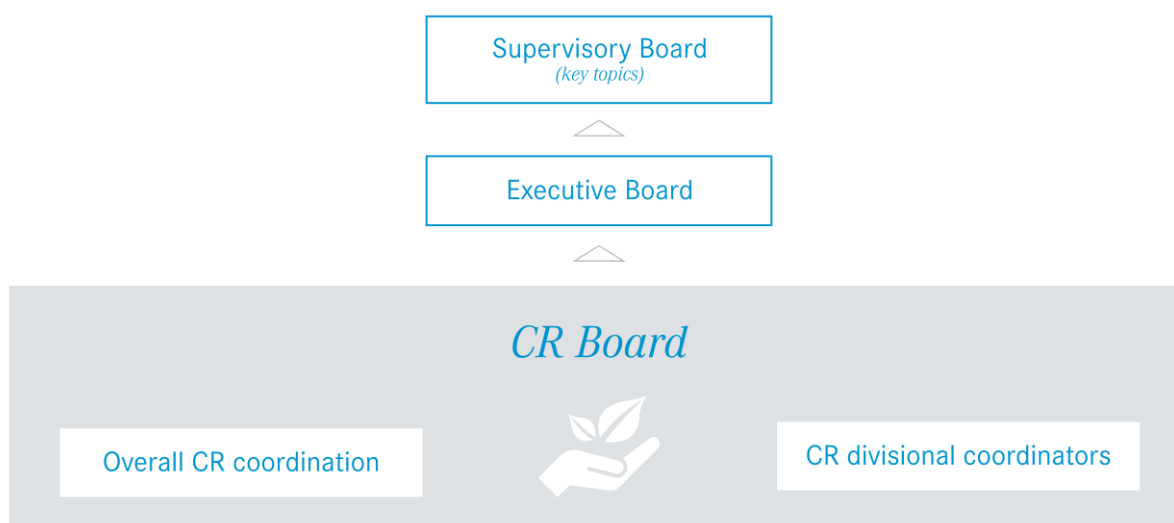 Supervisory Board
(key topics)
Executive Board
CR Board
Overall CR coordination
CR divisional coordinators